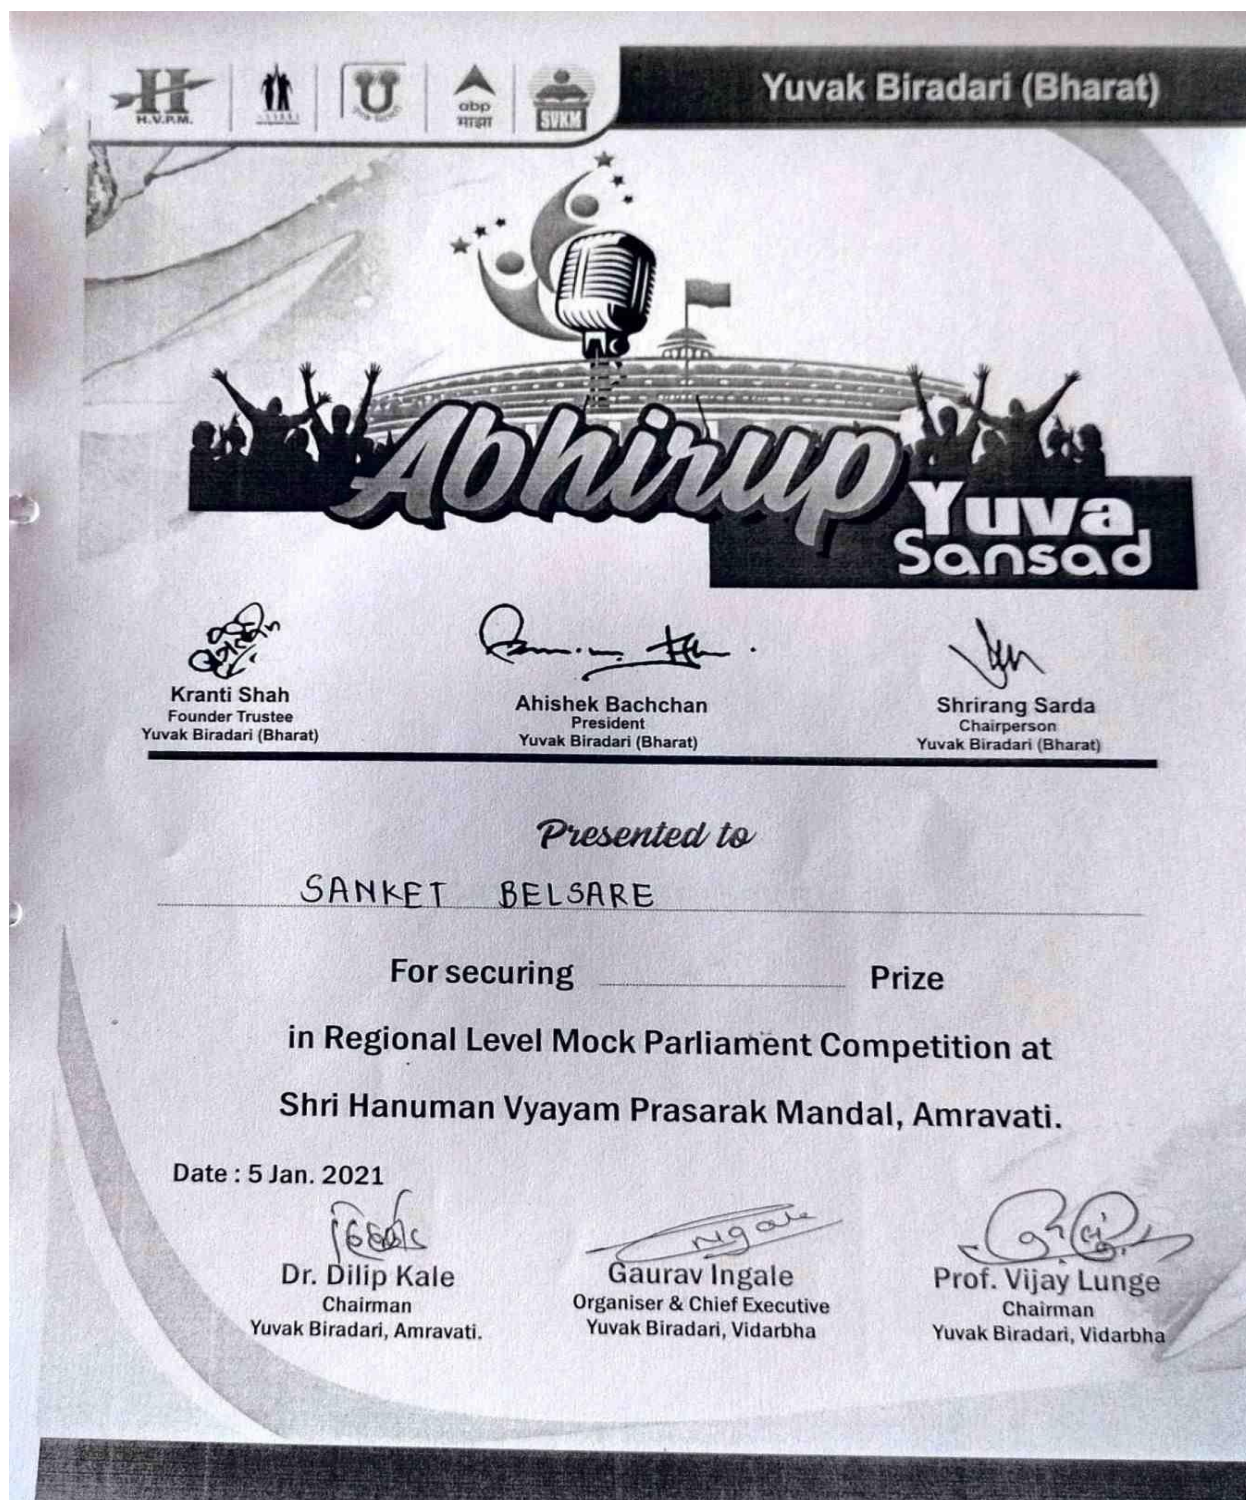 H.V.P.M.
abp
माझा
SVKM
Yuvak Biradari (Bharat)
Abhirup
Yuva
Sansad
Kranti Shah
Founder Trustee
Yuvak Biradari (Bharat)
Ahishek Bachchan
President
Yuvak Biradari (Bharat)
Shrirang Sarda
Chairperson
Yuvak Biradari (Bharat)
Presented to
SANKET BELSARE
For securing Prize
in Regional Level Mock Parliament Competition at
Shri Hanuman Vyayam Prasarak Mandal, Amravati.
Date : 5 Jan. 2021
Dr. Dilip Kale
Chairman
Yuvak Biradari, Amravati.
Gaurav Ingale
Organiser & Chief Executive
Yuvak Biradari, Vidarbha
Prof. Vijay Lunge
Chairman
Yuvak Biradari, Vidarbha